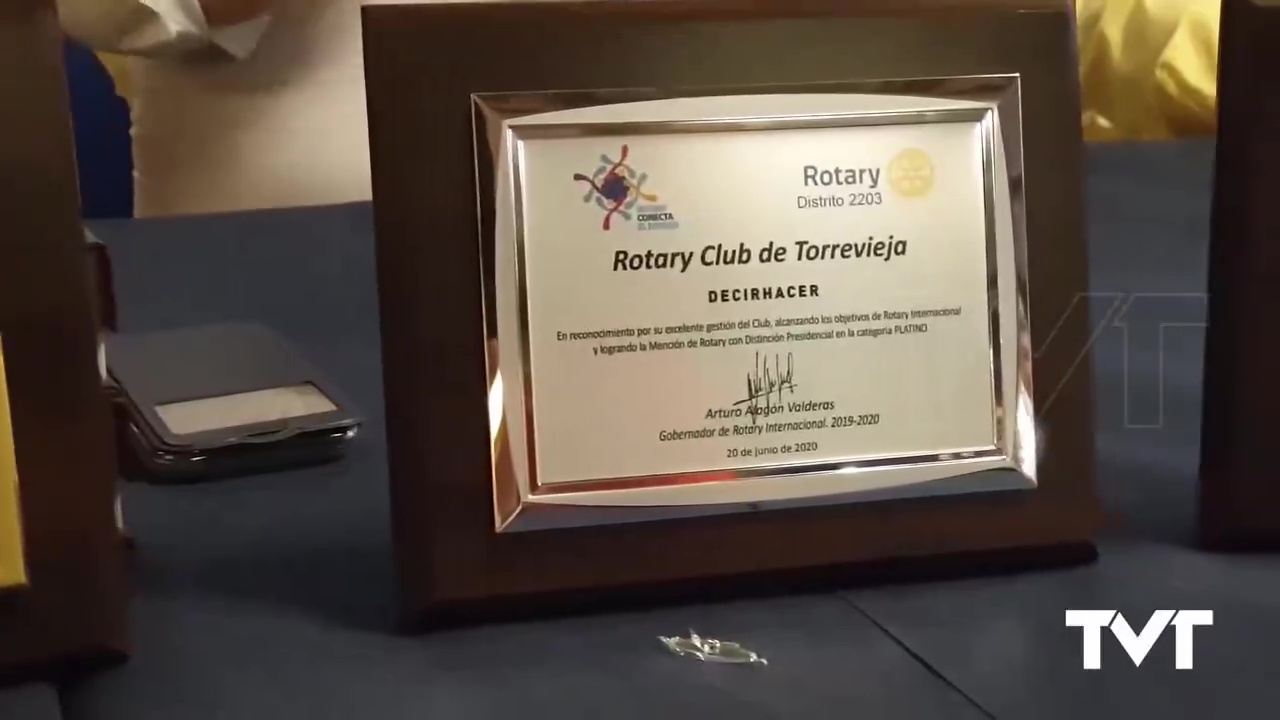 CONECTA
Rotary
Distrito 2203
Rotary Club de Torrevieja
DECIRHACER
En reconocimiento por su excelente gestión del Club, alcanzando los objetivos de Rotary Internacional
y logrando la Mención de Rotary con Distinción Presidencial en la categoria PLATINO
Arturo Alagón Valderas
Gobernador de Rotary Internacional. 2019-2020
20 de junio de 2020
TVT